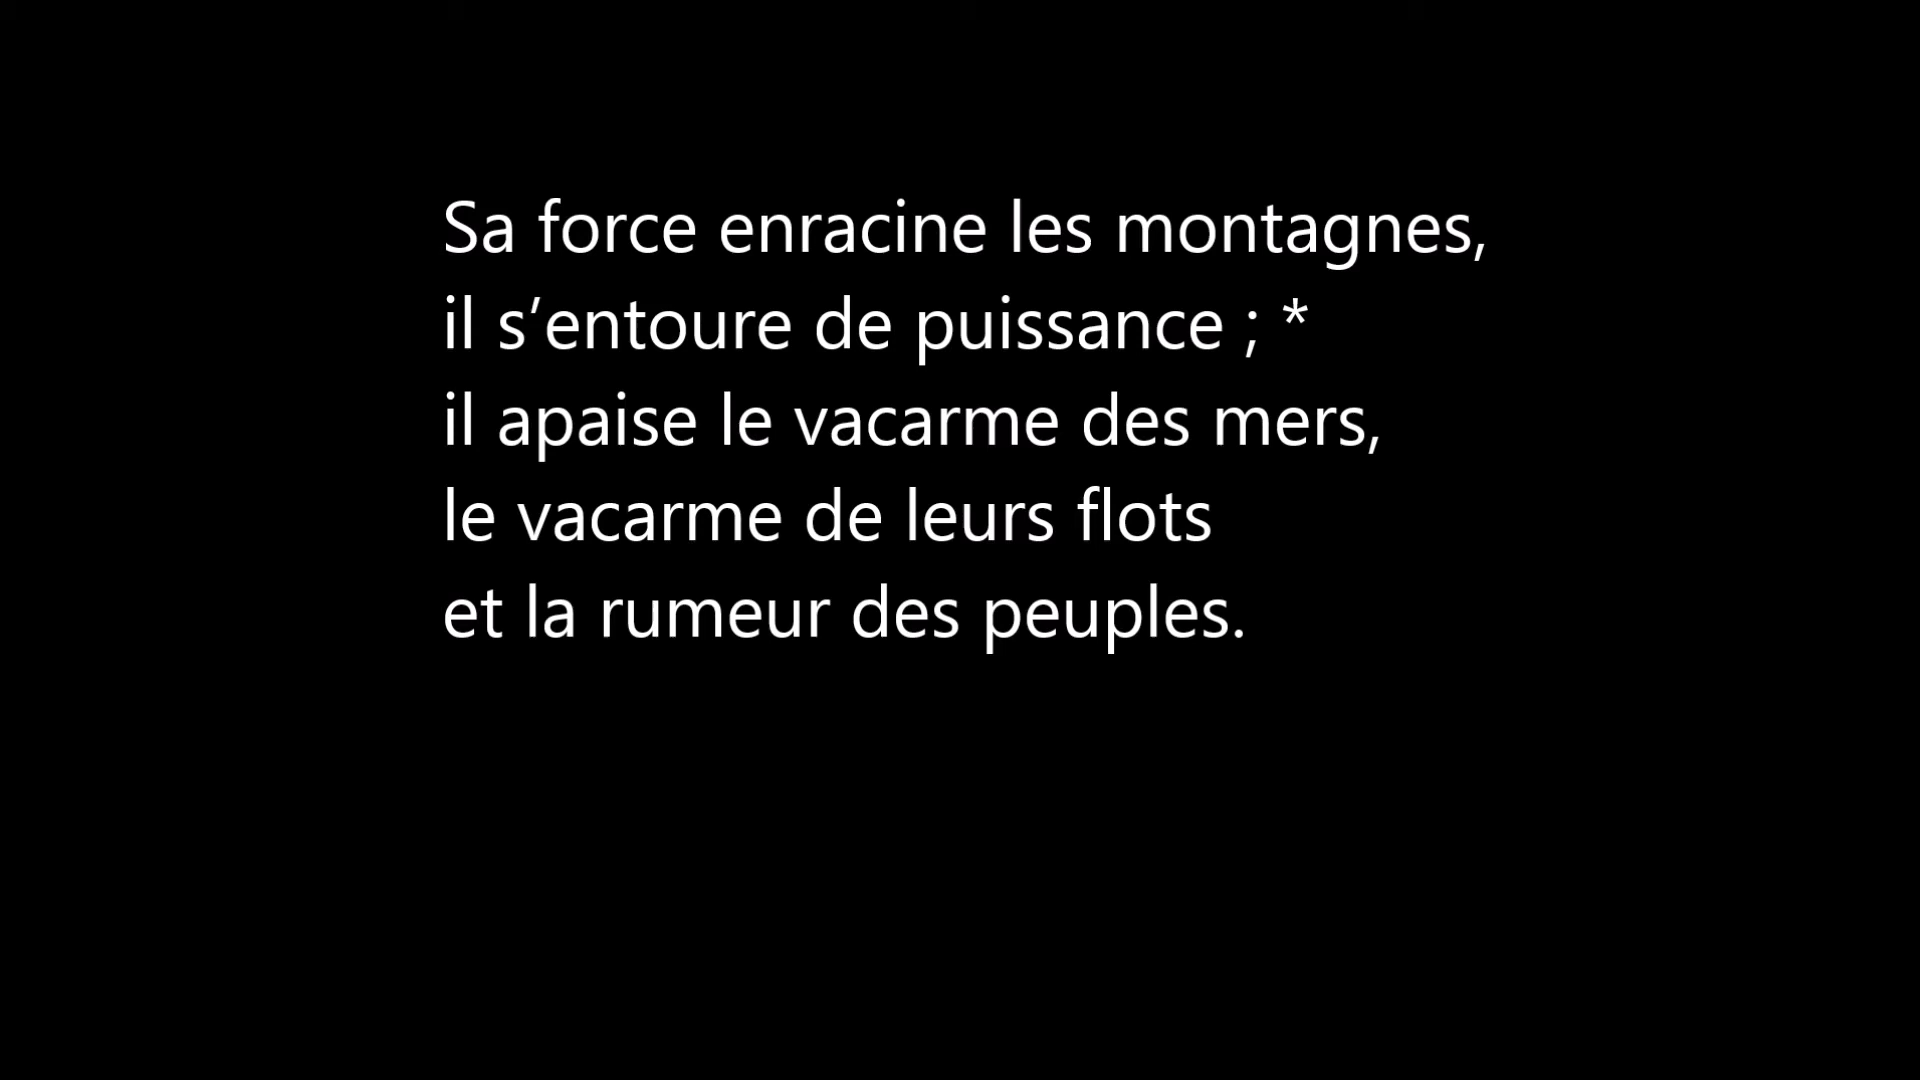 Sa force enracine les montagnes,
il s’entoure de puissance ; *
il apaise le vacarme des mers,
le vacarme de leurs flots
et la rumeur des peuples.